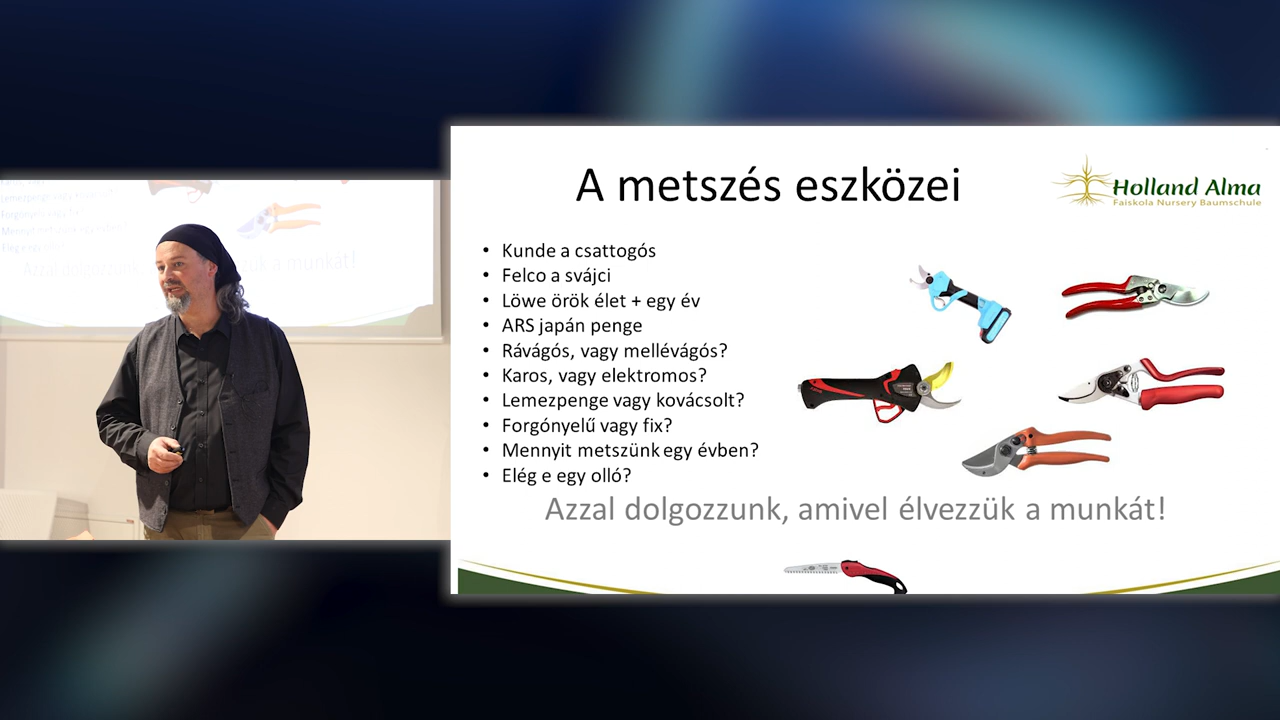 A metszés eszközei
Holland Alma
Faiskola Nursery Baumschule
• Kunde a csattogós
• Felco a svájci
• Löwe örök élet + egy év
• ARS japán penge
• Rávágós, vagy mellévágós?
• Karos, vagy elektromos?
• Lemezpenge vagy kovácsolt?
• Forgónyelű vagy fix?
• Mennyit metszünk egy évben?
• Elég e egy olló?
Azzal dolgozzunk, amivel élvezzük a munkát!